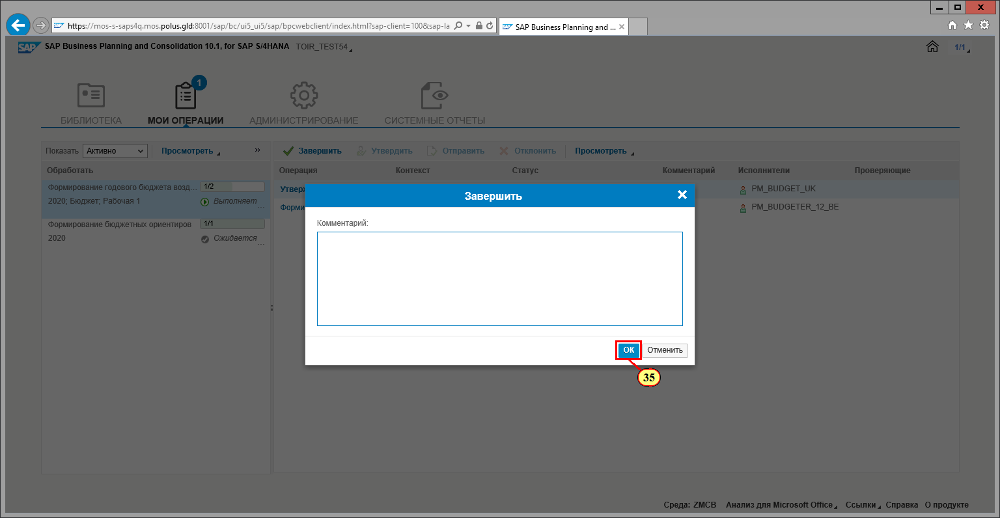 https://mos-s-saps4q.mos.polus.gld:8001/sap/bc/ui5_ui5/sap/bpcwebclient/index.html?sap-client=100&sap-la
SAP Business Planning and ...
SAP Business Planning and Consolidation 10.1, for SAP S/4HANA TOIR_TEST54
1/1
1
БИБЛИОТЕКА МОИ ОПЕРАЦИИ АДМИНИСТРИРОВАНИЕ СИСТЕМНЫЕ ОТЧЕТЫ
Показать Активно Просмотреть »
Завершить Утвердить Отправить Отклонить Просмотреть
Обработать
Операция Контекст Статус Комментарий Исполнители Проверяющие
Формирование годового бюджета возд... 1/2
2020; Бюджет; Рабочая 1 Выполняет...
Формирование бюджетных ориентиров 1/1
2020 Ожидается...
Утвер PM_BUDGET_UK
Форми PM_BUDGETER_12_BE
Завершить
Комментарий:
OK Отменить
35
Среда: ZMCB Анализ для Microsoft Office Ссылки Справка О продукте